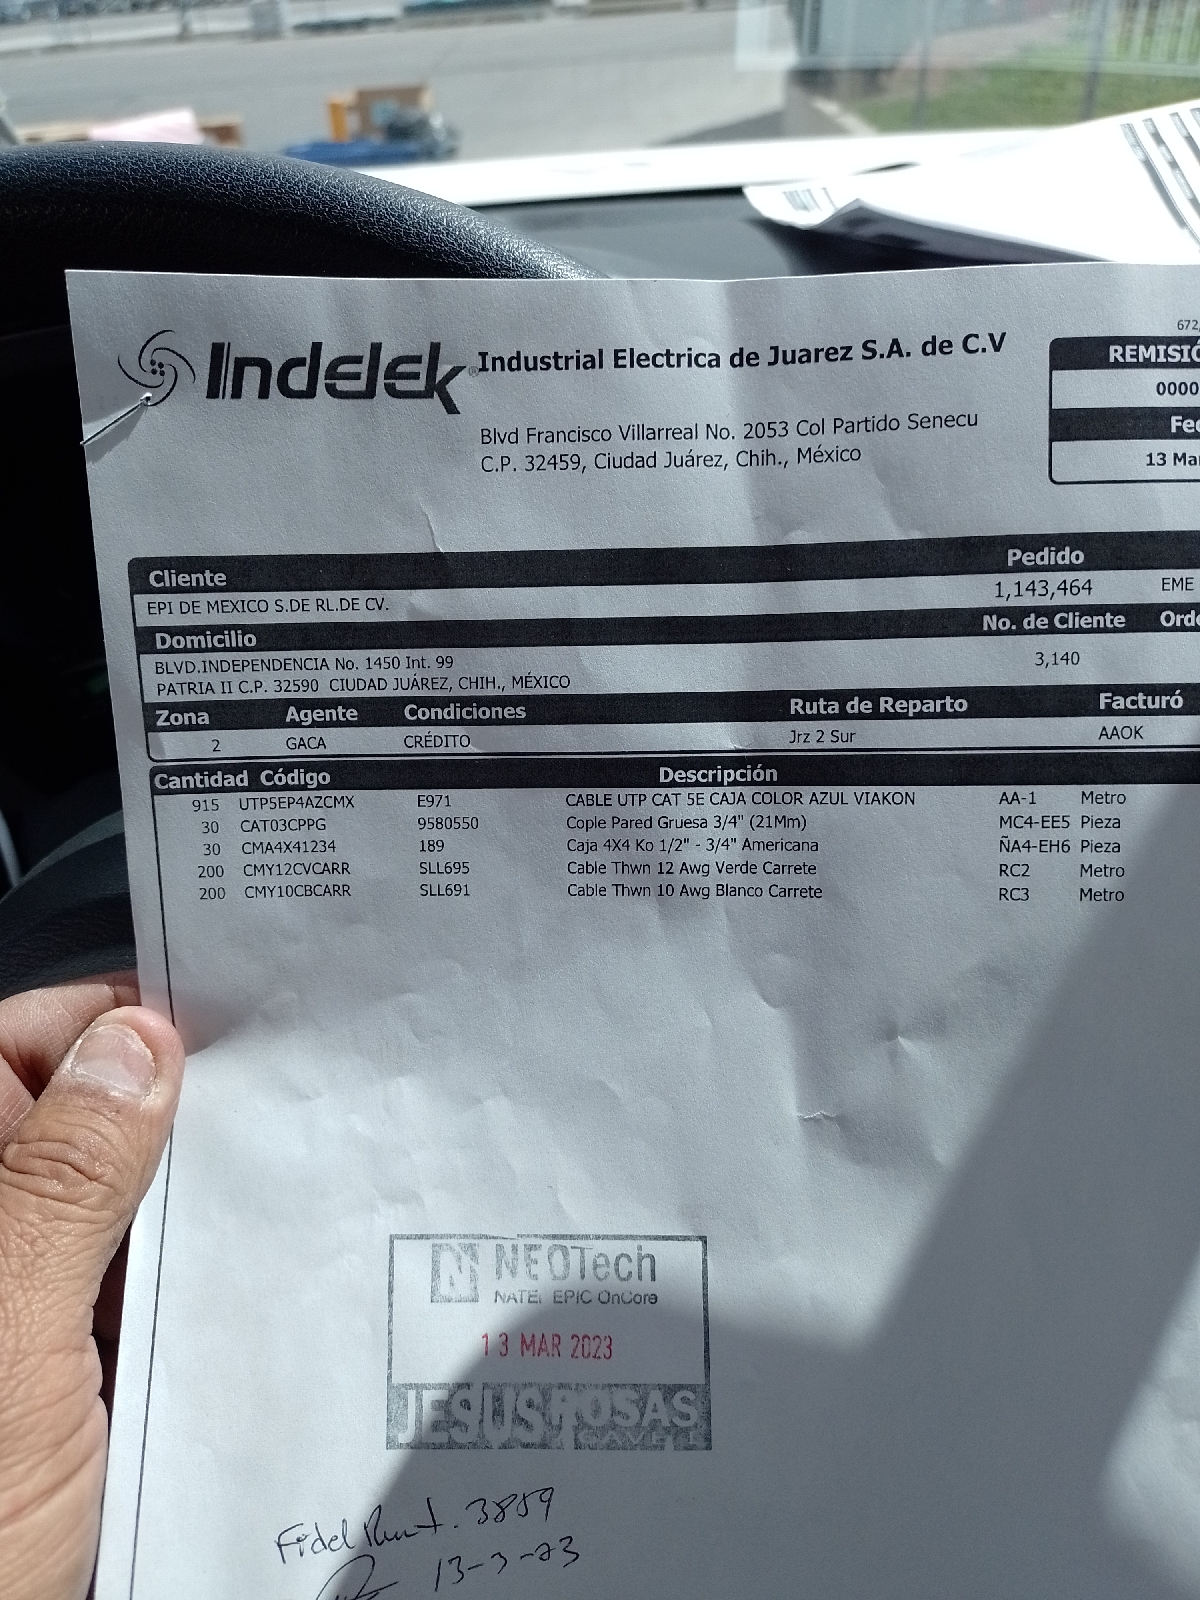 Indelek® Industrial Electrica de Juarez S.A. de C.V
Blvd Francisco Villarreal No. 2053 Col Partido Senecu
C.P. 32459, Ciudad Juárez, Chih., México
672,
REMISIÓ
0000
Fec
13 Mar
Cliente Pedido
EPI DE MEXICO S.DE RL.DE CV. 1,143,464 EME
Domicilio No. de Cliente Orde
BLVD.INDEPENDENCIA No. 1450 Int. 99 3,140
PATRIA II C.P. 32590 CIUDAD JUÁREZ, CHIH., MÉXICO
Zona Agente Condiciones Ruta de Reparto Facturó
2 GACA CRÉDITO Jrz 2 Sur AAOK
Cantidad Código Descripción
915 UTP5EP4AZCMX E971 CABLE UTP CAT 5E CAJA COLOR AZUL VIAKON AA-1 Metro
30 CAT03CPPG 9580550 Cople Pared Gruesa 3/4" (21Mm) MC4-EE5 Pieza
30 CMA4X41234 189 Caja 4X4 Ko 1/2" - 3/4" Americana ÑA4-EH6 Pieza
200 CMY12CVCARR SLL695 Cable Thwn 12 Awg Verde Carrete RC2 Metro
200 CMY10CBCARR SLL691 Cable Thwn 10 Awg Blanco Carrete RC3 Metro
N NEOTech
NATEL EPIC OnCore
13 MAR 2023
JESUS ROSAS
Fidel 3859
13-3-23